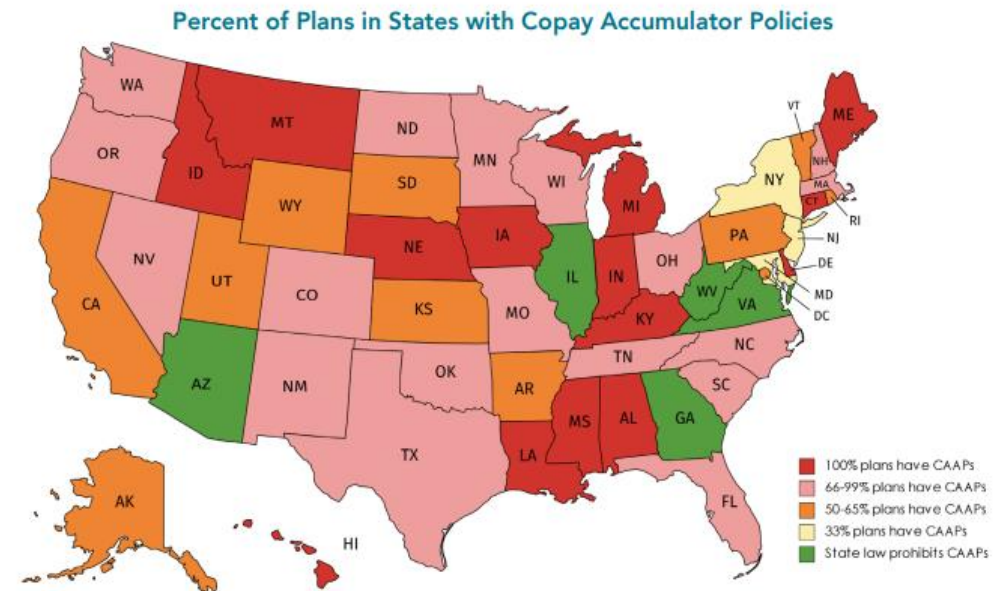 Percent of Plans in States with Copay Accumulator Policies
WA
MT
ND
MN
OR
ID
SD
WI
MI
VT
ME
NH
NY
MA
CT
RI
WY
NE
IA
PA
NJ
NV
UT
CO
IL
IN
OH
DE
MD
DC
CA
KS
MO
WV
VA
KY
NC
TN
AZ
NM
OK
AR
SC
MS
AL
GA
TX
LA
FL
AK
HI
100% plans have CAAPs
66-99% plans have CAAPs
50-65% plans have CAAPs
33% plans have CAAPs
State law prohibits CAAPs